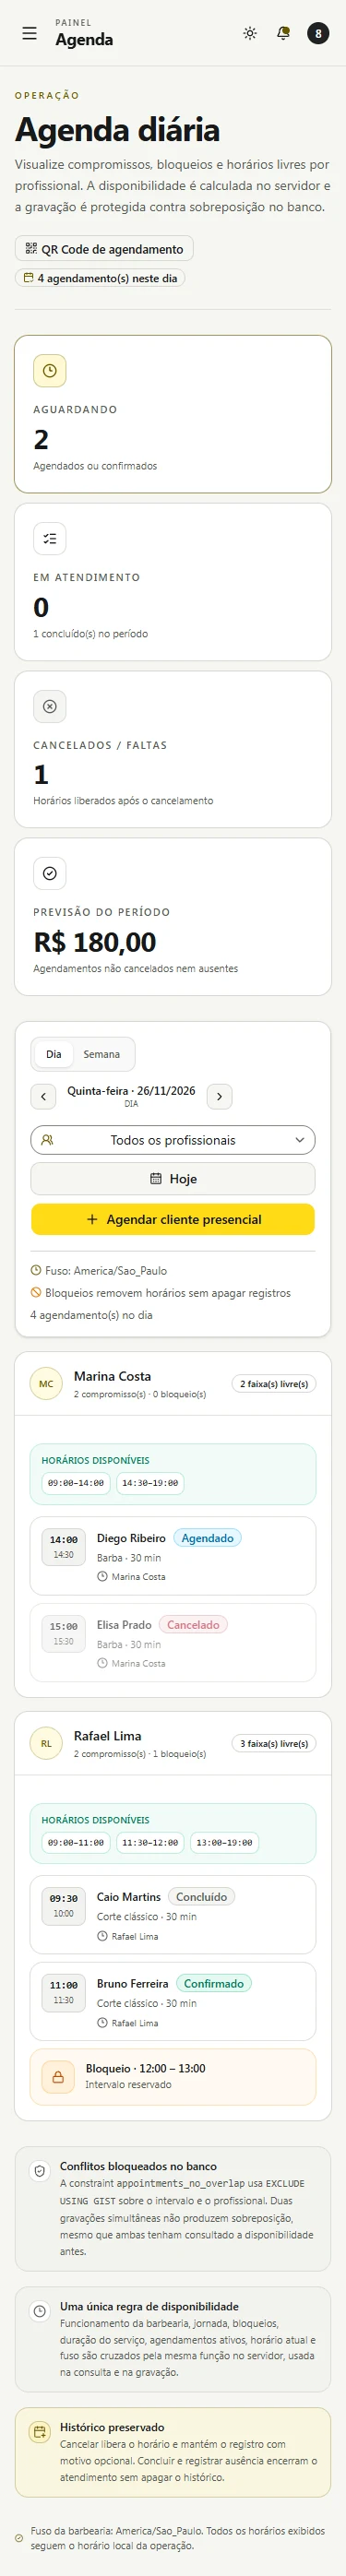 PAINEL
Agenda
8
OPERAÇÃO
Agenda diária
Visualize compromissos, bloqueios e horários livres por
profissional. A disponibilidade é calculada no servidor e
a gravação é protegida contra sobreposição no banco.
QR Code de agendamento
4 agendamento(s) neste dia
AGUARDANDO
2
Agendados ou confirmados
EM ATENDIMENTO
0
1 concluído(s) no período
CANCELADOS / FALTAS
1
Horários liberados após o cancelamento
PREVISÃO DO PERÍODO
R$ 180,00
Agendamentos não cancelados nem ausentes
Dia Semana
Quinta-feira · 26/11/2026
DIA
Todos os profissionais
Hoje
+ Agendar cliente presencial
Fuso: America/Sao_Paulo
Bloqueios removem horários sem apagar registros
4 agendamento(s) no dia
MC Marina Costa
2 compromisso(s) · 0 bloqueio(s)
2 faixa(s) livre(s)
HORÁRIOS DISPONÍVEIS
09:00–14:00 14:30–19:00
14:00 Diego Ribeiro Agendado
14:30 Barba · 30 min
Marina Costa
15:00 Elisa Prado Cancelado
15:30 Barba · 30 min
Marina Costa
RL Rafael Lima
2 compromisso(s) · 1 bloqueio(s)
3 faixa(s) livre(s)
HORÁRIOS DISPONÍVEIS
09:00–11:00 11:30–12:00 13:00–19:00
09:30 Caio Martins Concluído
10:00 Corte clássico · 30 min
Rafael Lima
11:00 Bruno Ferreira Confirmado
11:30 Corte clássico · 30 min
Rafael Lima
Bloqueio · 12:00 – 13:00
Intervalo reservado
Conflitos bloqueados no banco
A constraint appointments_no_overlap usa EXCLUDE
USING GIST sobre o intervalo e o profissional. Duas
gravações simultâneas não produzem sobreposição,
mesmo que ambas tenham consultado a disponibilidade
antes.
Uma única regra de disponibilidade
Funcionamento da barbearia, jornada, bloqueios,
duração do serviço, agendamentos ativos, horário atual e
fuso são cruzados pela mesma função no servidor, usada
na consulta e na gravação.
Histórico preservado
Cancelar libera o horário e mantém o registro com
motivo opcional. Concluir e registrar ausência encerram o
atendimento sem apagar o histórico.
Fuso da barbearia: America/Sao_Paulo. Todos os horários exibidos
seguem o horário local da operação.